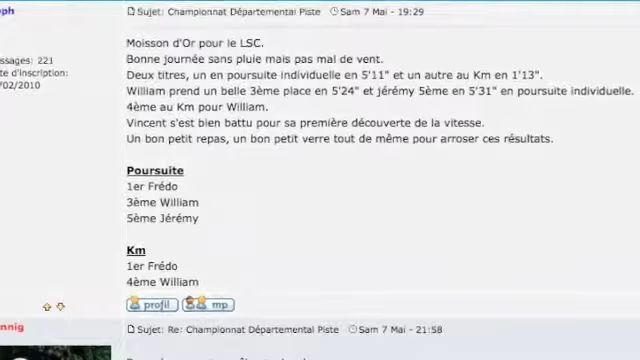 ph
Sujet: Championnat Départemental Piste Sam 7 Mai - 19:29
Moisson d'Or pour le LSC.
Bonne journée sans pluie mais pas mal de vent.
ssages: 221
Deux titres, un en poursuite individuelle en 5'11" et un autre au Km en 1'13".
te d'inscription:
William prend un belle 3ème place en 5'24" et jérémy 5ème en 5'31" en poursuite individuelle.
/02/2010
4ème au Km pour William.
Vincent s'est bien battu pour sa première découverte de la vitesse.
Un bon petit repas, un bon petit verre tout de même pour arroser ces résultats.
Poursuite
1er Frédo
3ème William
5ème Jérémy
Km
1er Frédo
4ème William
profil mp
nnig
Sujet: Re: Championnat Départemental Piste Sam 7 Mai - 21:58